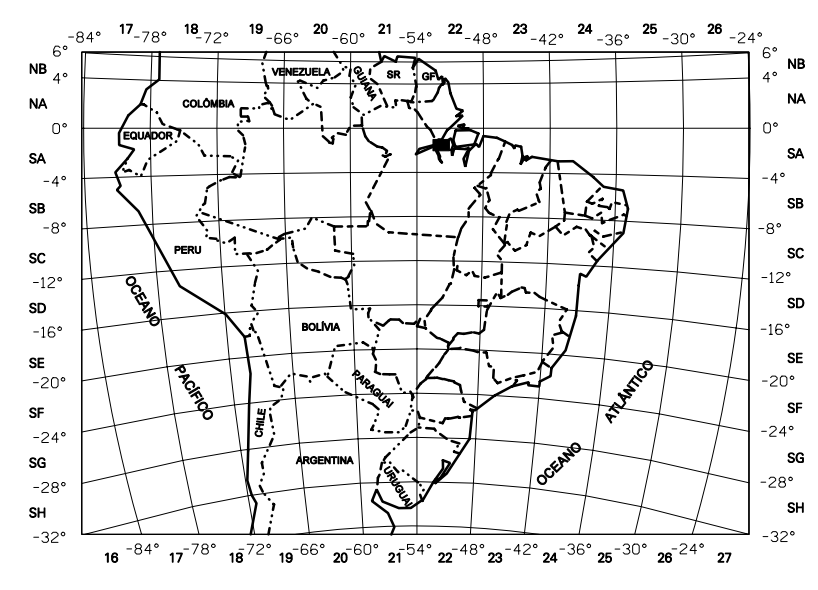 17 18 19 20 21 22 23 24 25 26
-84° -78° -72° -66° -60° -54° -48° -42° -36° -30° -24°
6° 6°
NB VENEZUELA GUIANA SR GF NB
4° 4°
NA COLÔMBIA NA
0° EQUADOR 0°
SA SA
-4° -4°
SB SB
-8° -8°
SC PERU SC
-12° -12°
SD OCEANO SD
-16° BOLÍVIA -16°
SE SE
-20° PACÍFICO PARAGUAI ATLÂNTICO -20°
SF CHILE SF
-24° -24°
SG ARGENTINA OCEANO SG
-28° URUGUAI -28°
SH SH
-32° -32°
-84° -78° -72° -66° -60° -54° -48° -42° -36° -30° -24°
16 17 18 19 20 21 22 23 24 25 26 27